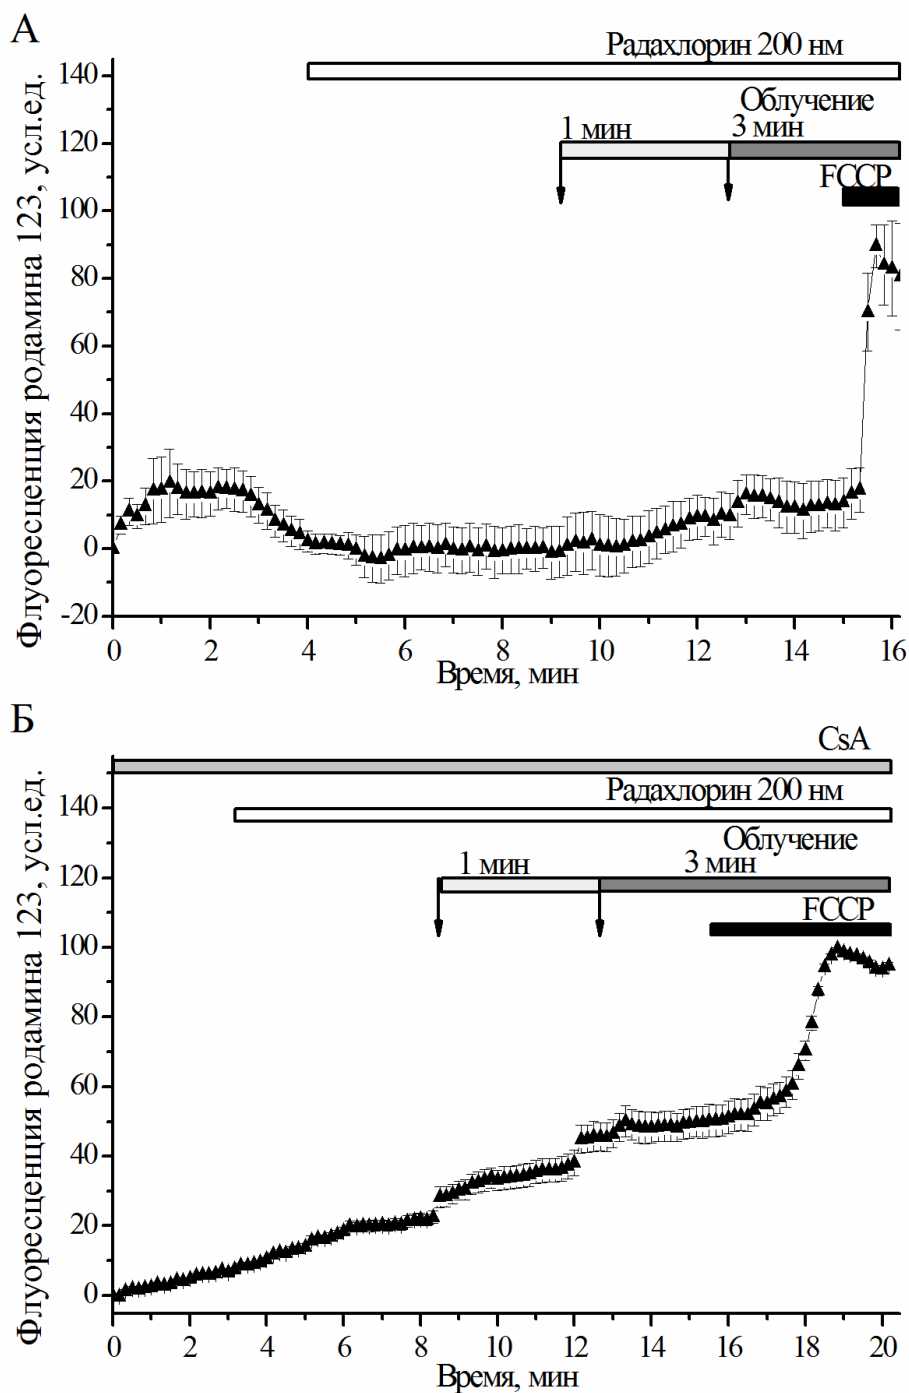 А
Радахлорин 200 нм
Облучение
1 мин
3 мин
FCCP
Флуоресценция родамина 123, усл.ед.
140
120
100
80
60
40
20
0
-20
0 2 4 6 8 10 12 14 16
Время, мин
Б
CsA
Радахлорин 200 нм
Облучение
1 мин
3 мин
FCCP
Флуоресценция родамина 123, усл.ед.
140
120
100
80
60
40
20
0
0 2 4 6 8 10 12 14 16 18 20
Время, мин